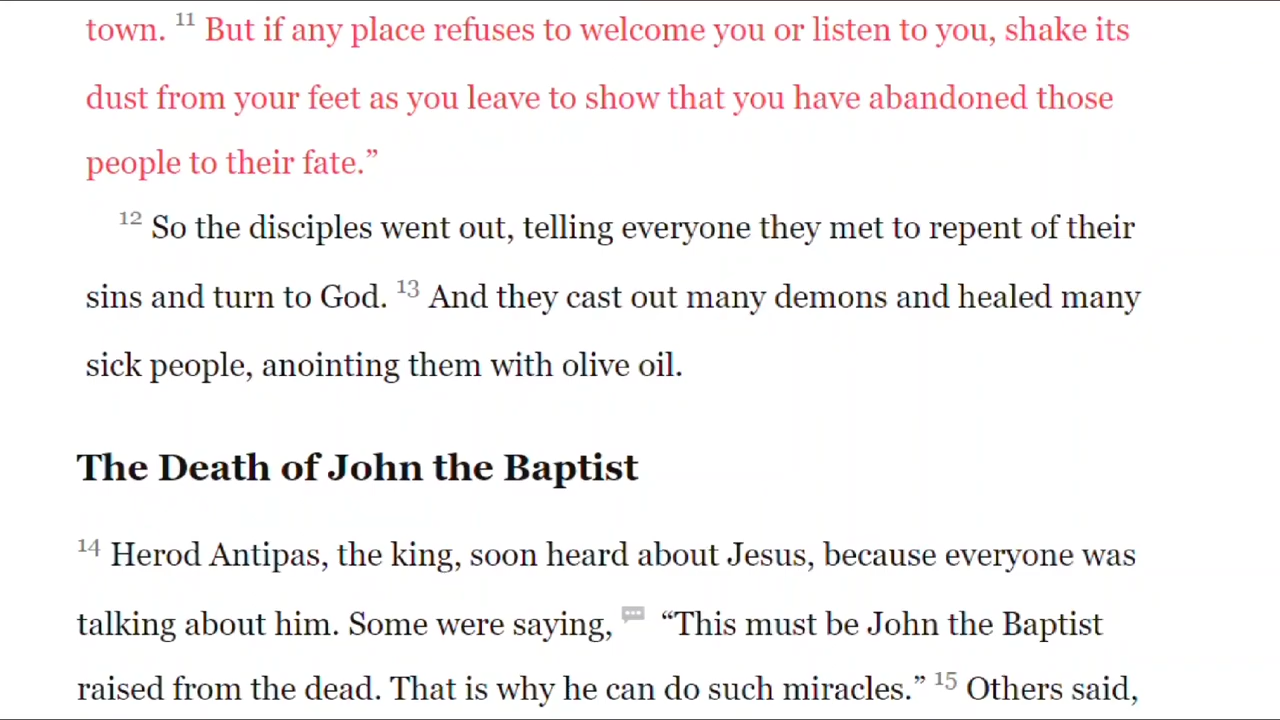 town. 11 But if any place refuses to welcome you or listen to you, shake its
dust from your feet as you leave to show that you have abandoned those
people to their fate.”
12 So the disciples went out, telling everyone they met to repent of their
sins and turn to God. 13 And they cast out many demons and healed many
sick people, anointing them with olive oil.
The Death of John the Baptist
14 Herod Antipas, the king, soon heard about Jesus, because everyone was
talking about him. Some were saying, “This must be John the Baptist
raised from the dead. That is why he can do such miracles.” 15 Others said,